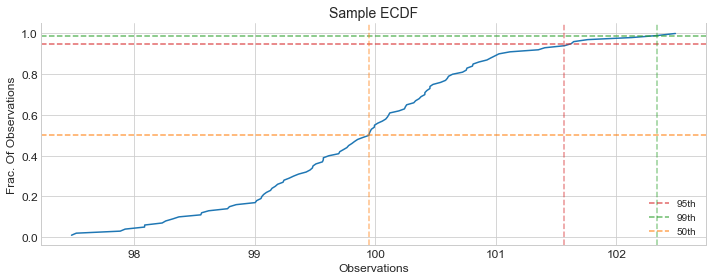 Sample ECDF
Frac. Of Observations
1.0
0.8
0.6
0.4
0.2
0.0
98
99
100
101
102
Observations
95th
99th
50th